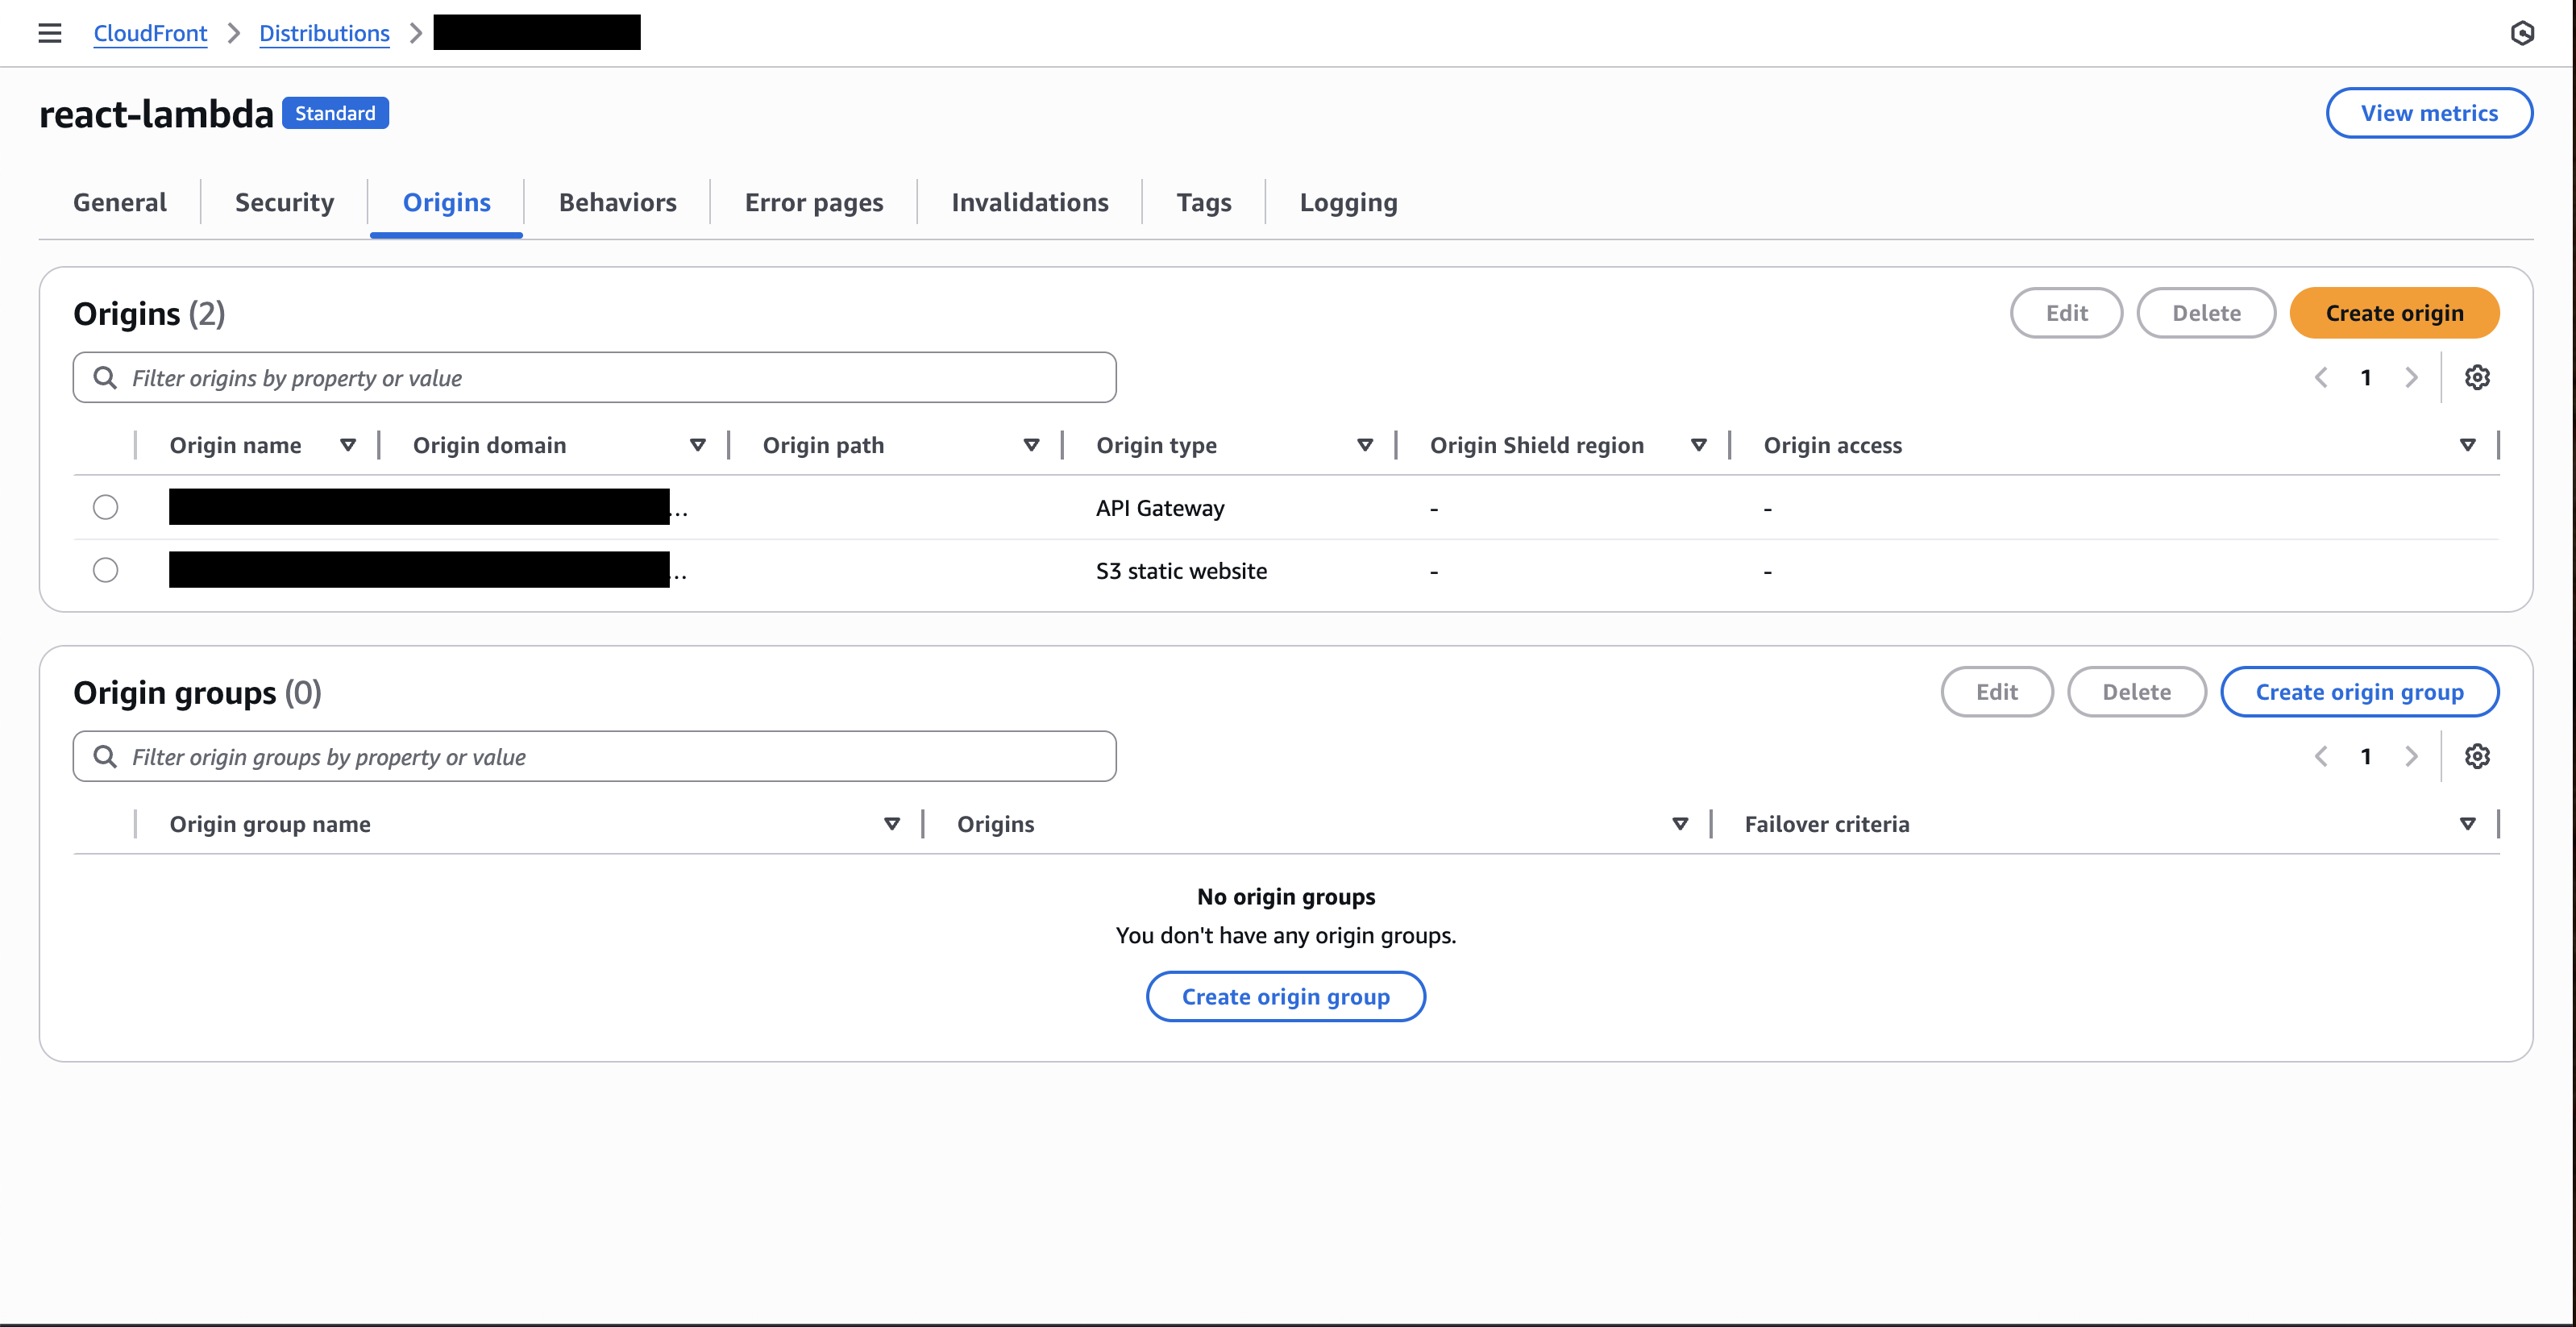 CloudFront > Distributions >
react-lambda Standard View metrics
General Security Origins Behaviors Error pages Invalidations Tags Logging
Origins (2) Edit Delete Create origin
Filter origins by property or value 1
Origin name Origin domain Origin path Origin type Origin Shield region Origin access
... API Gateway - -
... S3 static website - -
Origin groups (0) Edit Delete Create origin group
Filter origin groups by property or value 1
Origin group name Origins Failover criteria
No origin groups
You don't have any origin groups.
Create origin group